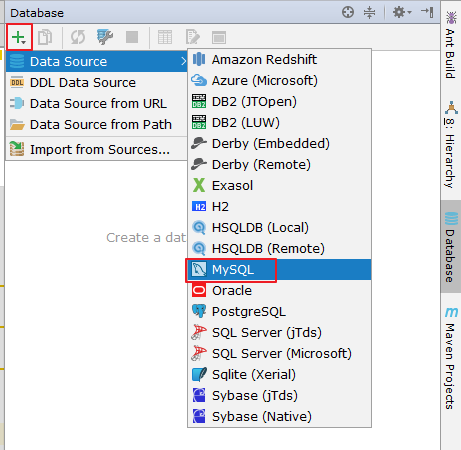 Database
Data Source
DDL Data Source
Data Source from URL
Data Source from Path
Import from Sources...
Amazon Redshift
Azure (Microsoft)
DB2 (JTOpen)
DB2 (LUW)
Derby (Embedded)
Derby (Remote)
Exasol
H2
HSQLDB (Local)
HSQLDB (Remote)
MySQL
Oracle
PostgreSQL
SQL Server (jTds)
SQL Server (Microsoft)
Sqlite (Xerial)
Sybase (jTds)
Sybase (Native)
Create a dat
Ant Build
8: Hierarchy
Database
Maven Projects